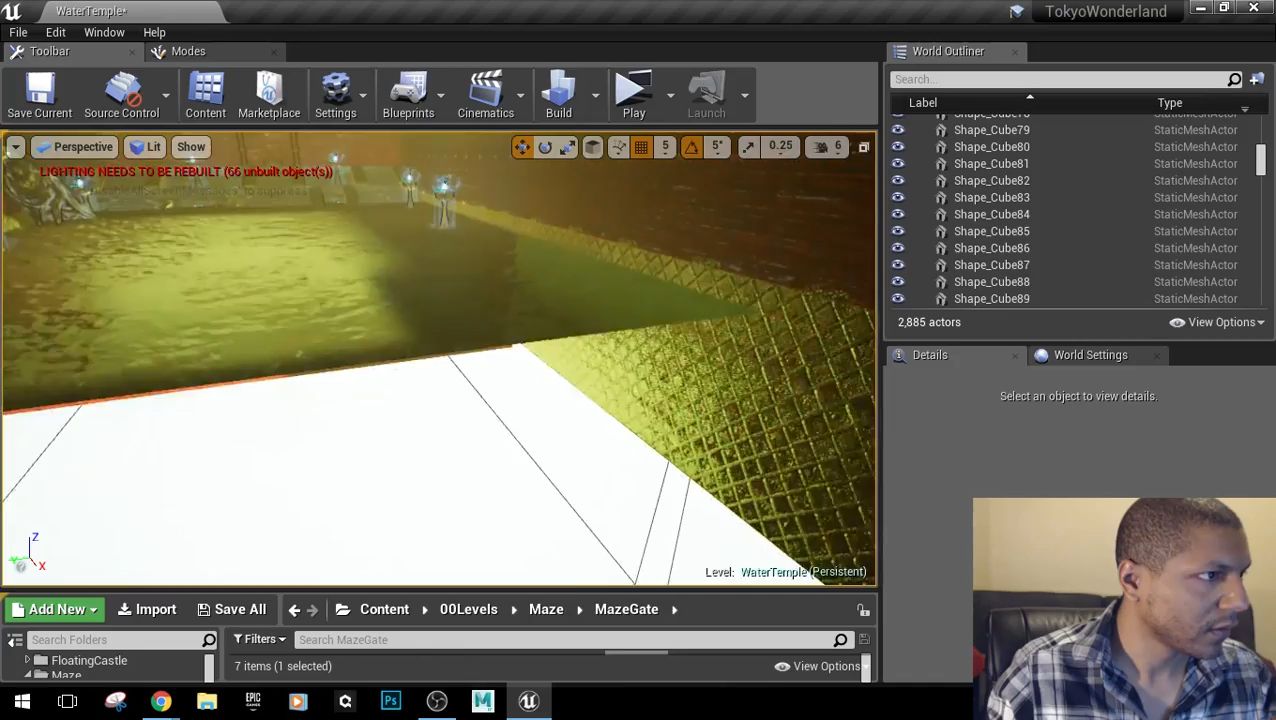 WaterTemple*
TokyoWonderland
File Edit Window Help
Toolbar Modes
World Outliner
Save Current Source Control Content Marketplace Settings Blueprints Cinematics Build Play Launch
Search...
Label Type
Perspective Lit Show 5 5° 0.25 6
LIGHTING NEEDS TO BE REBUILT (66 unbuilt object(s))
Shape_Cube79 StaticMeshActor
Shape_Cube80 StaticMeshActor
Shape_Cube81 StaticMeshActor
Shape_Cube82 StaticMeshActor
Shape_Cube83 StaticMeshActor
Shape_Cube84 StaticMeshActor
Shape_Cube85 StaticMeshActor
Shape_Cube86 StaticMeshActor
Shape_Cube87 StaticMeshActor
Shape_Cube88 StaticMeshActor
Shape_Cube89 StaticMeshActor
2,885 actors View Options
Details World Settings
Select an object to view details.
Z
X
Level: WaterTemple (Persistent)
Add New Import Save All Content 00Levels Maze MazeGate
Search Folders Filters Search MazeGate
FloatingCastle
Maze
7 items (1 selected) View Options
EPIC GAMES Ps M